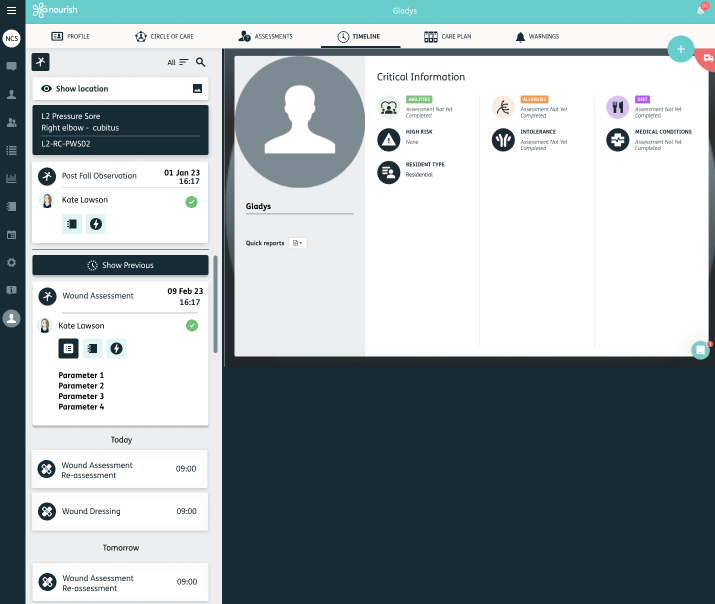 nourish
Gladys
NCS
PROFILE
CIRCLE OF CARE
ASSESSMENTS
TIMELINE
CARE PLAN
WARNINGS
All
Show location
L2 Pressure Sore
Right elbow - cubitus
L2-RC-PWS02
Post Fall Observation
01 Jan 23
16:17
Kate Lawson
Show Previous
Wound Assessment
09 Feb 23
16:17
Kate Lawson
Parameter 1
Parameter 2
Parameter 3
Parameter 4
Today
Wound Assessment
Re-assessment
09:00
Wound Dressing
09:00
Tomorrow
Wound Assessment
Re-assessment
09:00
Gladys
Quick reports
Critical Information
ABILITIES
Assessment Not Yet
Completed
HIGH RISK
None
RESIDENT TYPE
Residential
ALLERGIES
Assessment Not Yet
Completed
INTOLERANCE
Assessment Not Yet
Completed
DIET
Assessment Not Yet
Completed
MEDICAL CONDITIONS
Assessment Not Yet
Completed